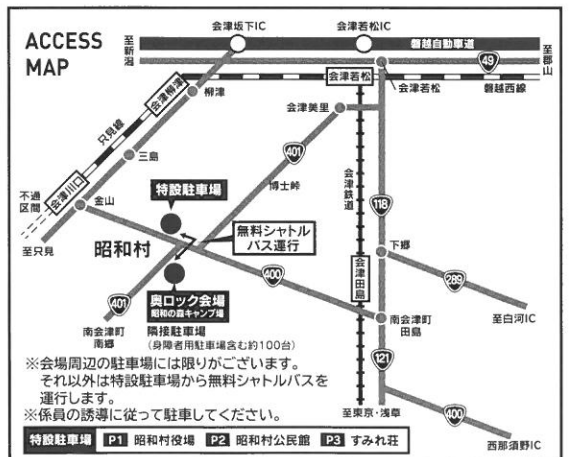 ACCESS
MAP
会津坂下IC
会津若松IC
至新潟
磐越自動車道
至郡山
49
会津若松
会津若松
磐越西線
会津柳津
柳津
只見線
会津美里
三島
401
博士峠
会津鉄道
118
会津川口
不通
区間
金山
至只見
特設駐車場
昭和村
無料シャトル
バス運行
下郷
289
至白河IC
400
会津田島
奥ロック会場
昭和の森キャンプ場
401
南会津町
南郷
隣接駐車場
(身障者用駐車場含む約100台)
南会津町
田島
121
400
至東京・浅草
西那須野IC
※会場周辺の駐車場には限りがございます。
それ以外は特設駐車場から無料シャトルバスを
運行します。
※係員の誘導に従って駐車してください。
特設駐車場 P1 昭和村役場 P2 昭和村公民館 P3 すみれ荘